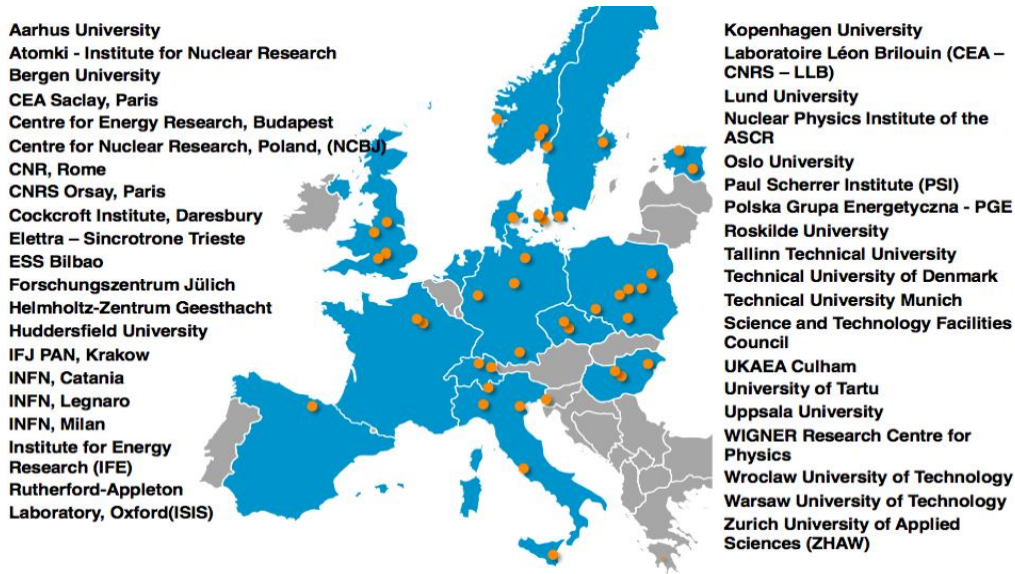 Aarhus University
Atomki - Institute for Nuclear Research
Bergen University
CEA Saclay, Paris
Centre for Energy Research, Budapest
Centre for Nuclear Research, Poland, (NCBJ)
CNR, Rome
CNRS Orsay, Paris
Cockcroft Institute, Daresbury
Elettra – Sincrotrone Trieste
ESS Bilbao
Forschungszentrum Jülich
Helmholtz-Zentrum Geesthacht
Huddersfield University
IFJ PAN, Krakow
INFN, Catania
INFN, Legnaro
INFN, Milan
Institute for Energy
Research (IFE)
Rutherford-Appleton
Laboratory, Oxford(ISIS)
Kopenhagen University
Laboratoire Léon Brilouin (CEA –
CNRS – LLB)
Lund University
Nuclear Physics Institute of the
ASCR
Oslo University
Paul Scherrer Institute (PSI)
Polska Grupa Energetyczna - PGE
Roskilde University
Tallinn Technical University
Technical University of Denmark
Technical University Munich
Science and Technology Facilities
Council
UKAEA Culham
University of Tartu
Uppsala University
WIGNER Research Centre for
Physics
Wroclaw University of Technology
Warsaw University of Technology
Zurich University of Applied
Sciences (ZHAW)